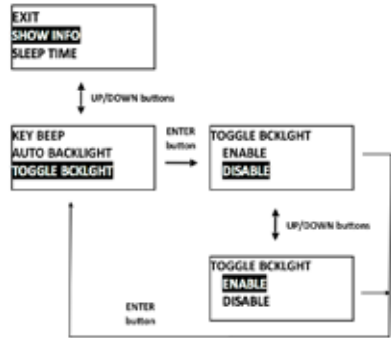 EXIT
SHOW INFO
SLEEP TIME
UP/DOWN buttons
KEY BEEP
AUTO BACKLIGHT
TOGGLE BCKLGHT
ENTER
button
TOGGLE BCKLGHT
ENABLE
DISABLE
UP/DOWN buttons
TOGGLE BCKLGHT
ENABLE
DISABLE
ENTER
button